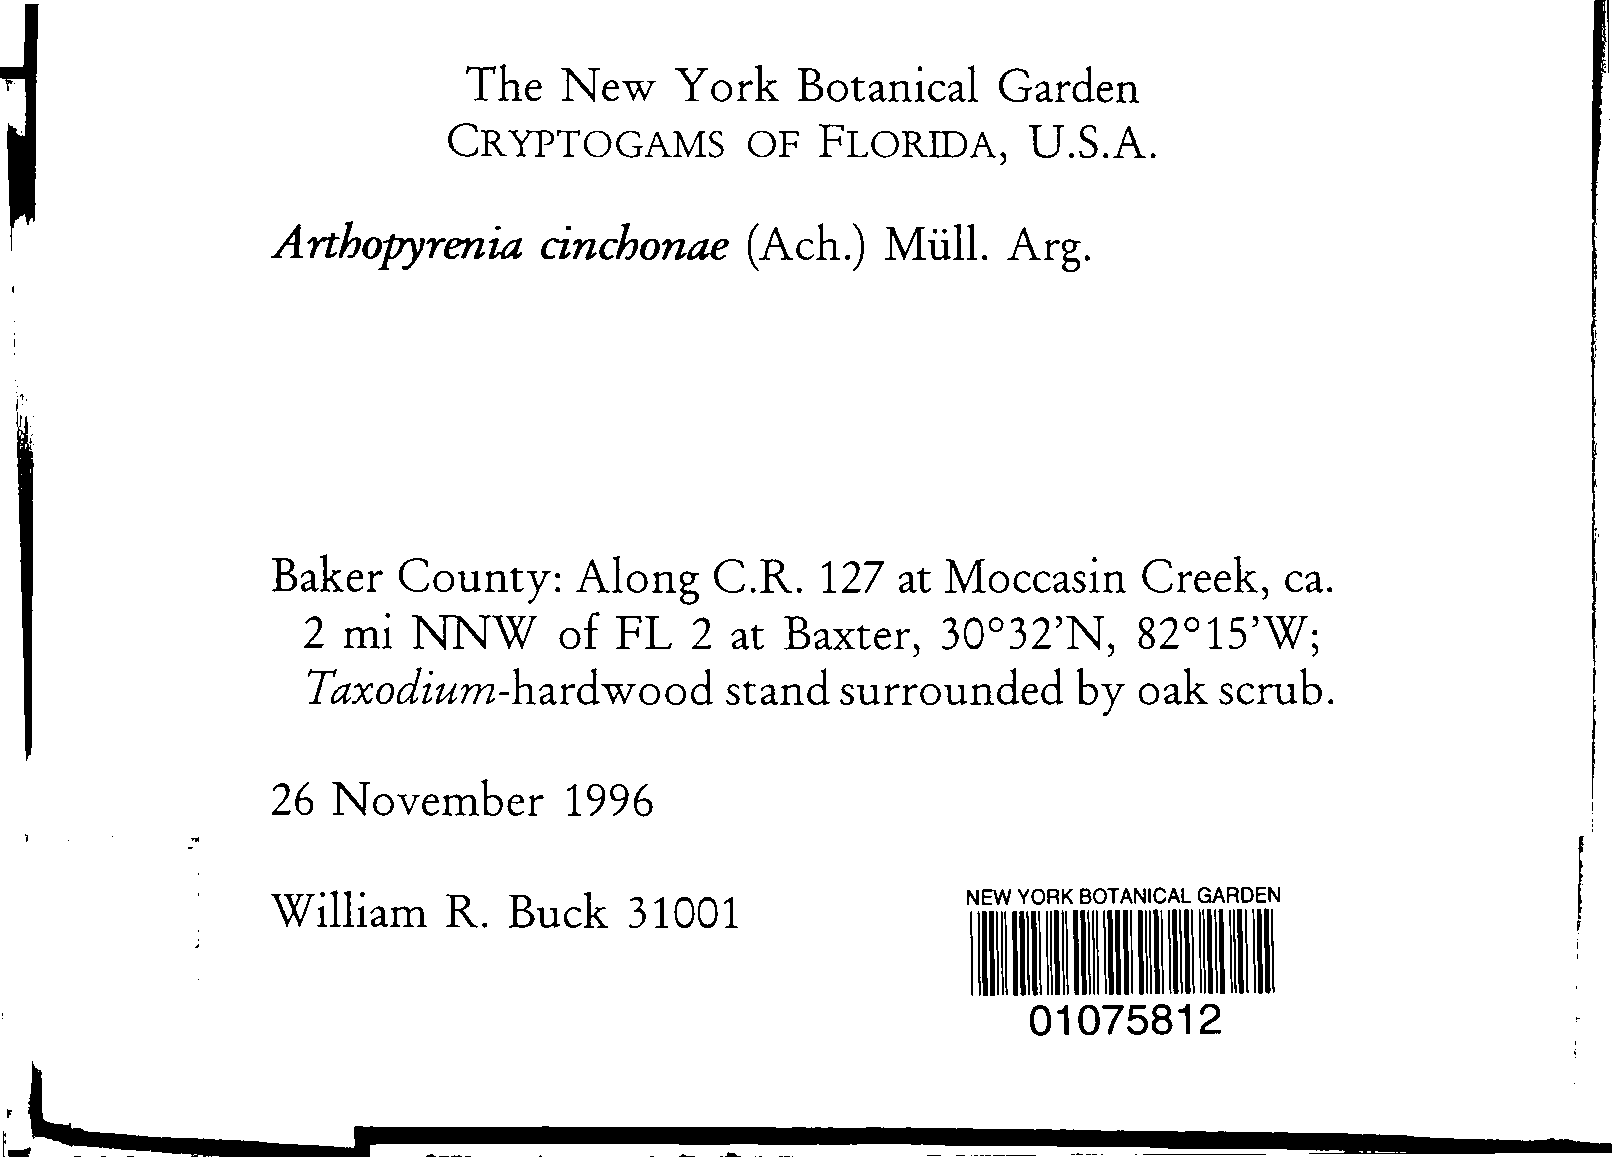 The New York Botanical Garden
CRYPTOGAMS OF FLORIDA, U.S.A.
Arthopyrenia cinchonae (Ach.) Müll. Arg.
Baker County: Along C.R. 127 at Moccasin Creek, ca.
2 mi NNW of FL 2 at Baxter, 30°32’N, 82°15’W;
Taxodium-hardwood stand surrounded by oak scrub.
26 November 1996
William R. Buck 31001
NEW YORK BOTANICAL GARDEN
01075812